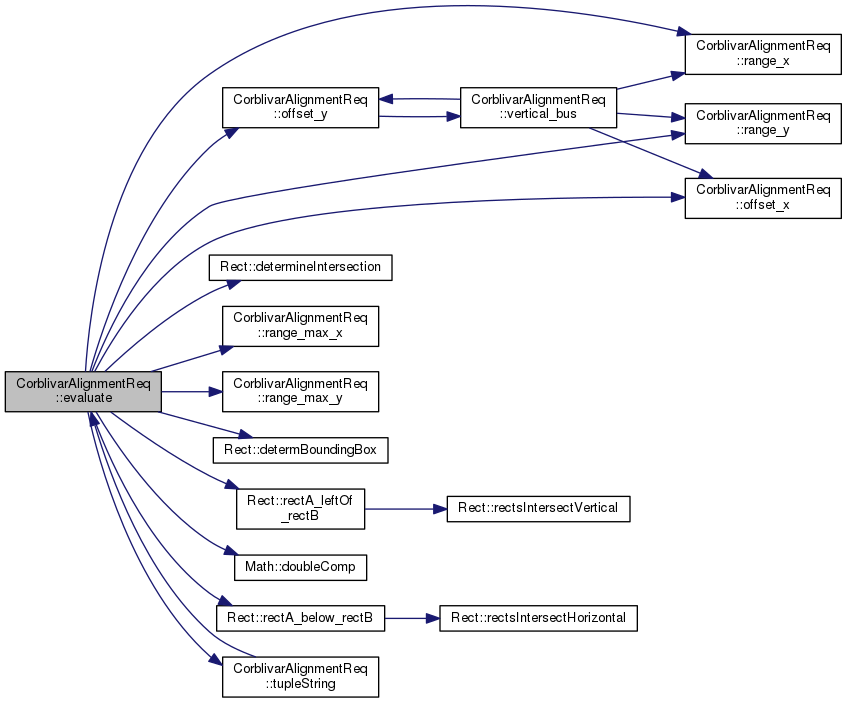 CorblivarAlignmentReq
::evaluate
CorblivarAlignmentReq
::offset_y
CorblivarAlignmentReq
::vertical_bus
CorblivarAlignmentReq
::range_x
CorblivarAlignmentReq
::range_y
CorblivarAlignmentReq
::offset_x
Rect::determineIntersection
CorblivarAlignmentReq
::range_max_x
CorblivarAlignmentReq
::range_max_y
Rect::determBoundingBox
Rect::rectA_leftOf
_rectB
Rect::rectsIntersectVertical
Math::doubleComp
Rect::rectA_below_rectB
Rect::rectsIntersectHorizontal
CorblivarAlignmentReq
::tupleString